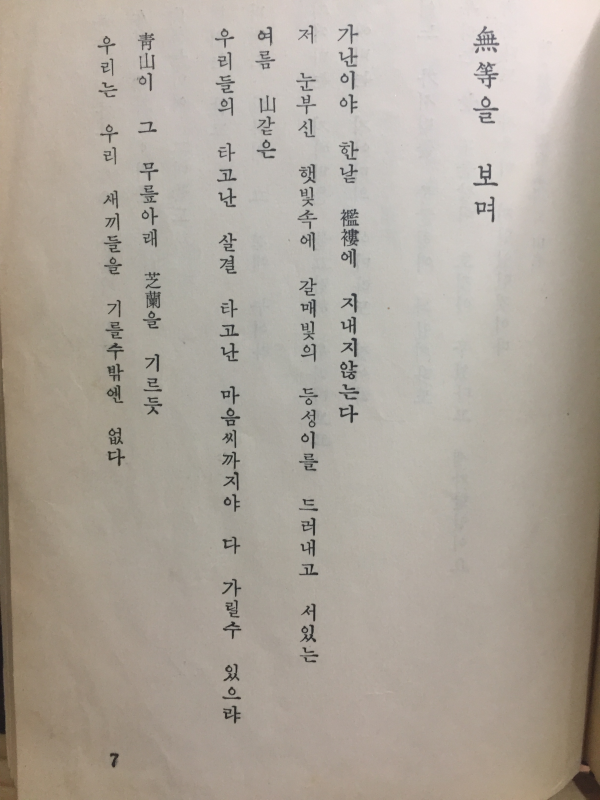 無等을 보며
가난이야 한낱 襤褸에 지내지않는다
저 눈부신 햇빛속에 갈매빛의 등성이를 드러내고 서있는
여름 山같은
우리들의 타고난 살결 타고난 마음씨까지야 다 가릴수 있으랴
靑山이 그 무릎아래 芝蘭을 기르듯
우리는 우리 새끼들을 기를수밖엔 없다
7